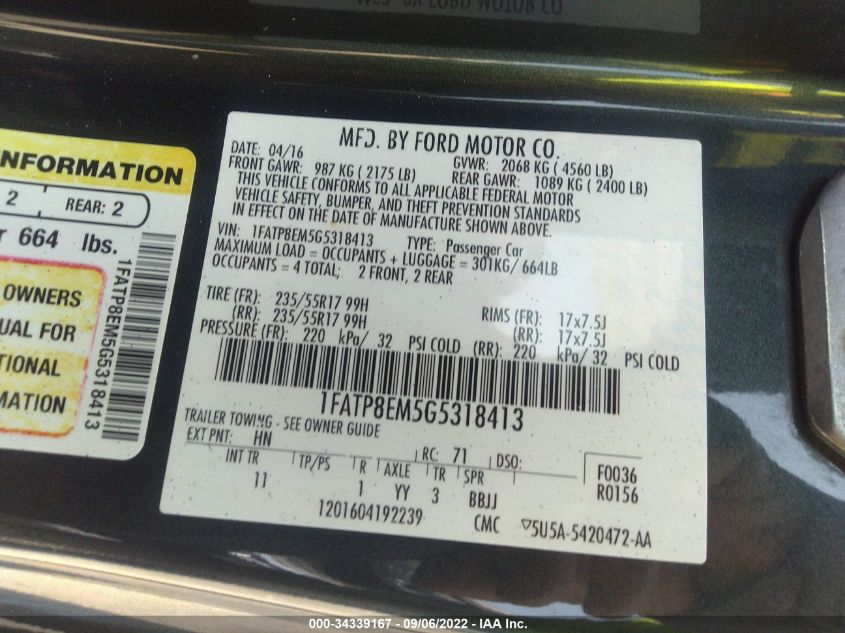 MFD. BY FORD MOTOR CO.
DATE: 04/16 GVWR: 2068 KG ( 4560 LB)
FRONT GAWR: 987 KG ( 2175 LB) REAR GAWR: 1089 KG ( 2400 LB)
THIS VEHICLE CONFORMS TO ALL APPLICABLE FEDERAL MOTOR
VEHICLE SAFETY, BUMPER, AND THEFT PREVENTION STANDARDS
IN EFFECT ON THE DATE OF MANUFACTURE SHOWN ABOVE.
VIN: 1FATP8EM5G5318413 TYPE: Passenger Car
MAXIMUM LOAD = OCCUPANTS + LUGGAGE = 301KG/ 664LB
OCCUPANTS = 4 TOTAL; 2 FRONT, 2 REAR
TIRE (FR): 235/55R17 99H RIMS (FR): 17x7.5J
(RR): 235/55R17 99H (RR): 17x7.5J
PRESSURE (FR): 220 kPa/ 32 PSI COLD (RR): 220 kPa/ 32 PSI COLD
1FATP8EM5G5318413
TRAILER TOWING - SEE OWNER GUIDE
EXT PNT: HN RC: 71 DSO: F0036
INT TR TP/PS R AXLE TR SPR R0156
11 1 YY 3 BBJJ
1201604192239 CMC 5U5A-5420472-AA
INFORMATION
2 REAR: 2
664 lbs.
OWNERS
UAL FOR
TIONAL
MATION
1FATP8EM5G5318413
000-34339167 - 09/06/2022 - IAA Inc.